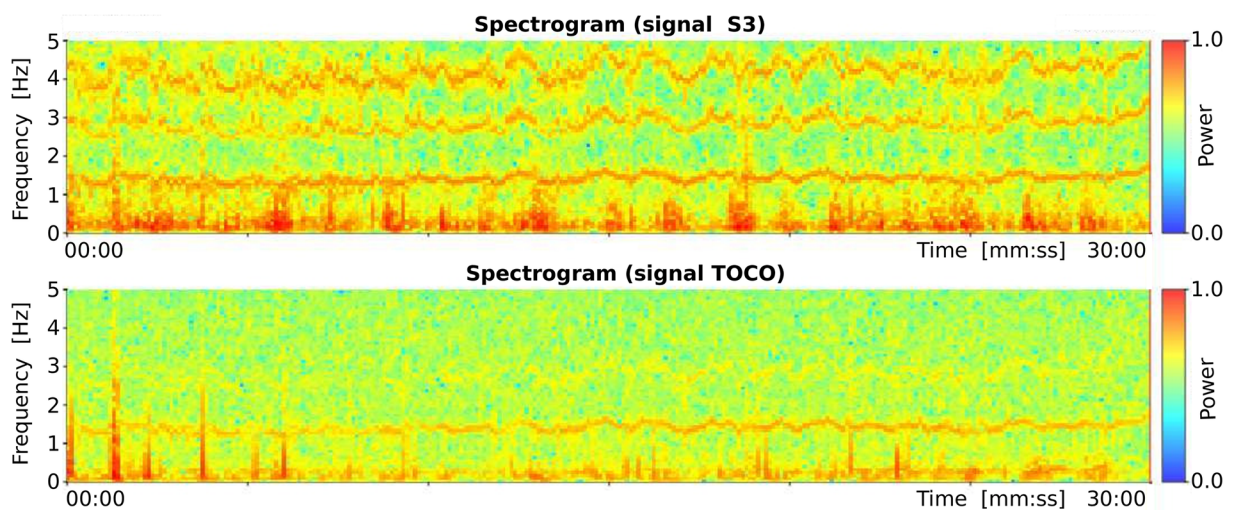 Spectrogram (signal  S3)
5
4
3
2
1
0
Frequency  [Hz]
00:00
Time  [mm:ss]   30:00
1.0
Power
0.0
Spectrogram (signal TOCO)
5
4
3
2
1
0
Frequency  [Hz]
00:00
Time  [mm:ss]   30:00
1.0
Power
0.0